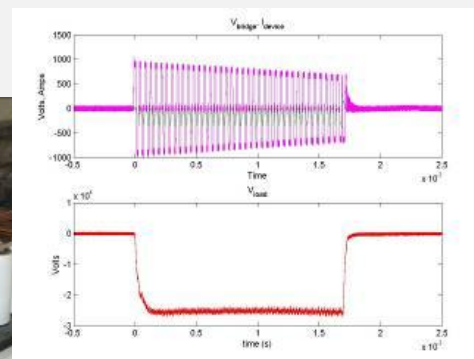 V_bridge, I_device
1500
1000
500
0
-500
-1000
Volts, Amps
-0.5 0 0.5 1 1.5 2 2.5
Time
x 10^-3
V_load
x 10^4
1
0
-1
-2
-3
Volts
-0.5 0 0.5 1 1.5 2 2.5
time (s)
x 10^-3